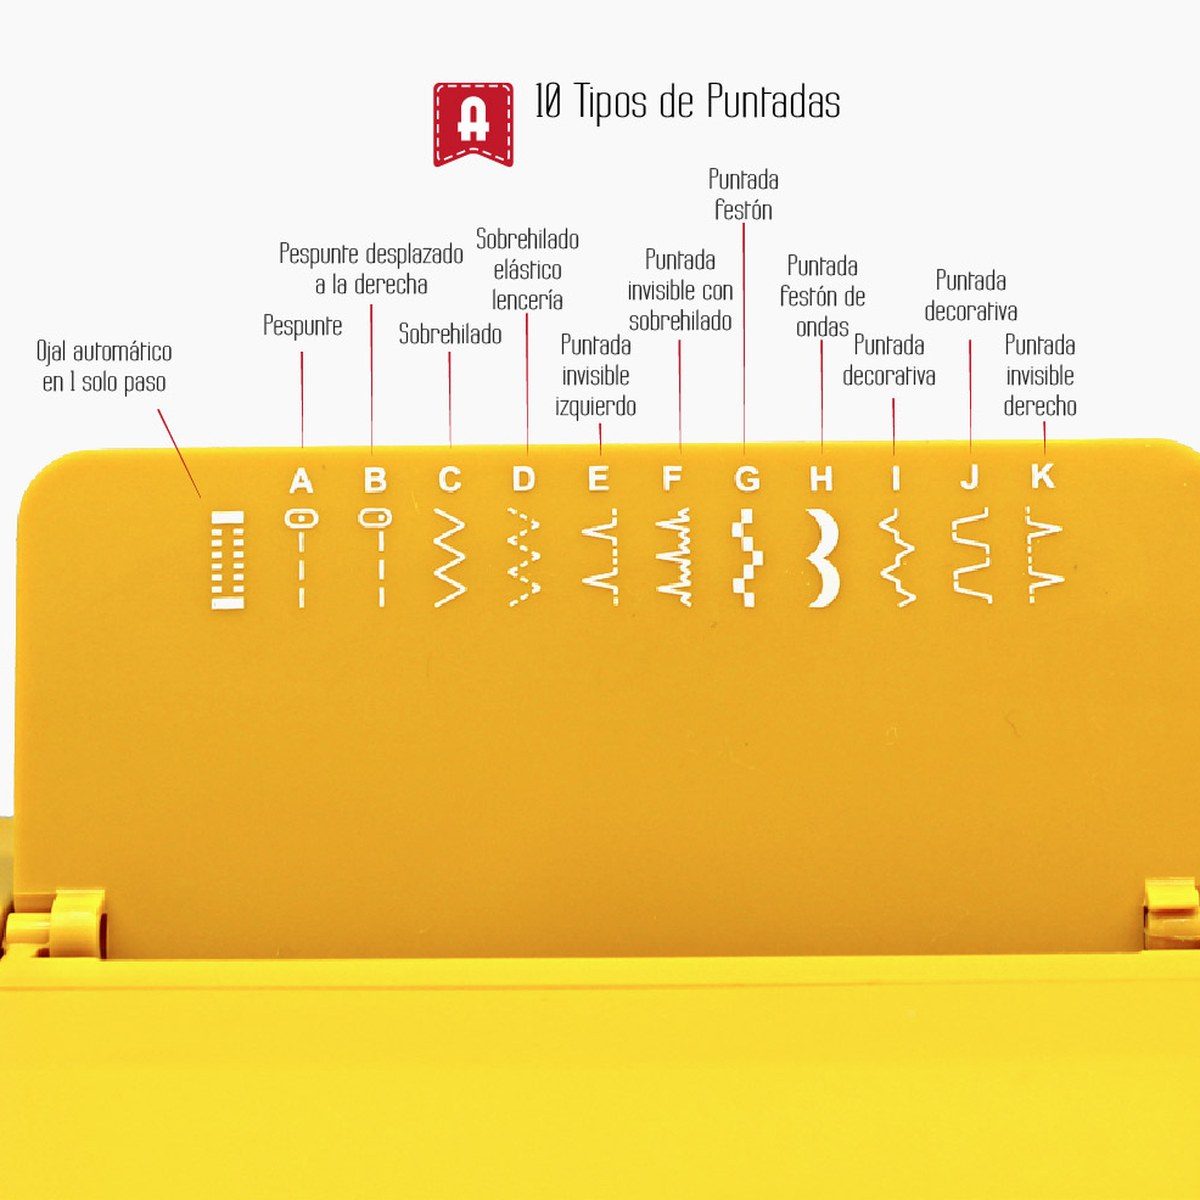 A
10 Tipos de Puntadas
Ojal automático
en 1 solo paso
Pespunte
Pespunte desplazado
a la derecha
Sobrehilado
Sobrehilado
elástico
lencería
Puntada
invisible
izquierdo
Puntada
invisible con
sobrehilado
Puntada
festón
Puntada
festón de
ondas
Puntada
decorativa
Puntada
decorativa
Puntada
invisible
derecho
A B C D E F G H I J K